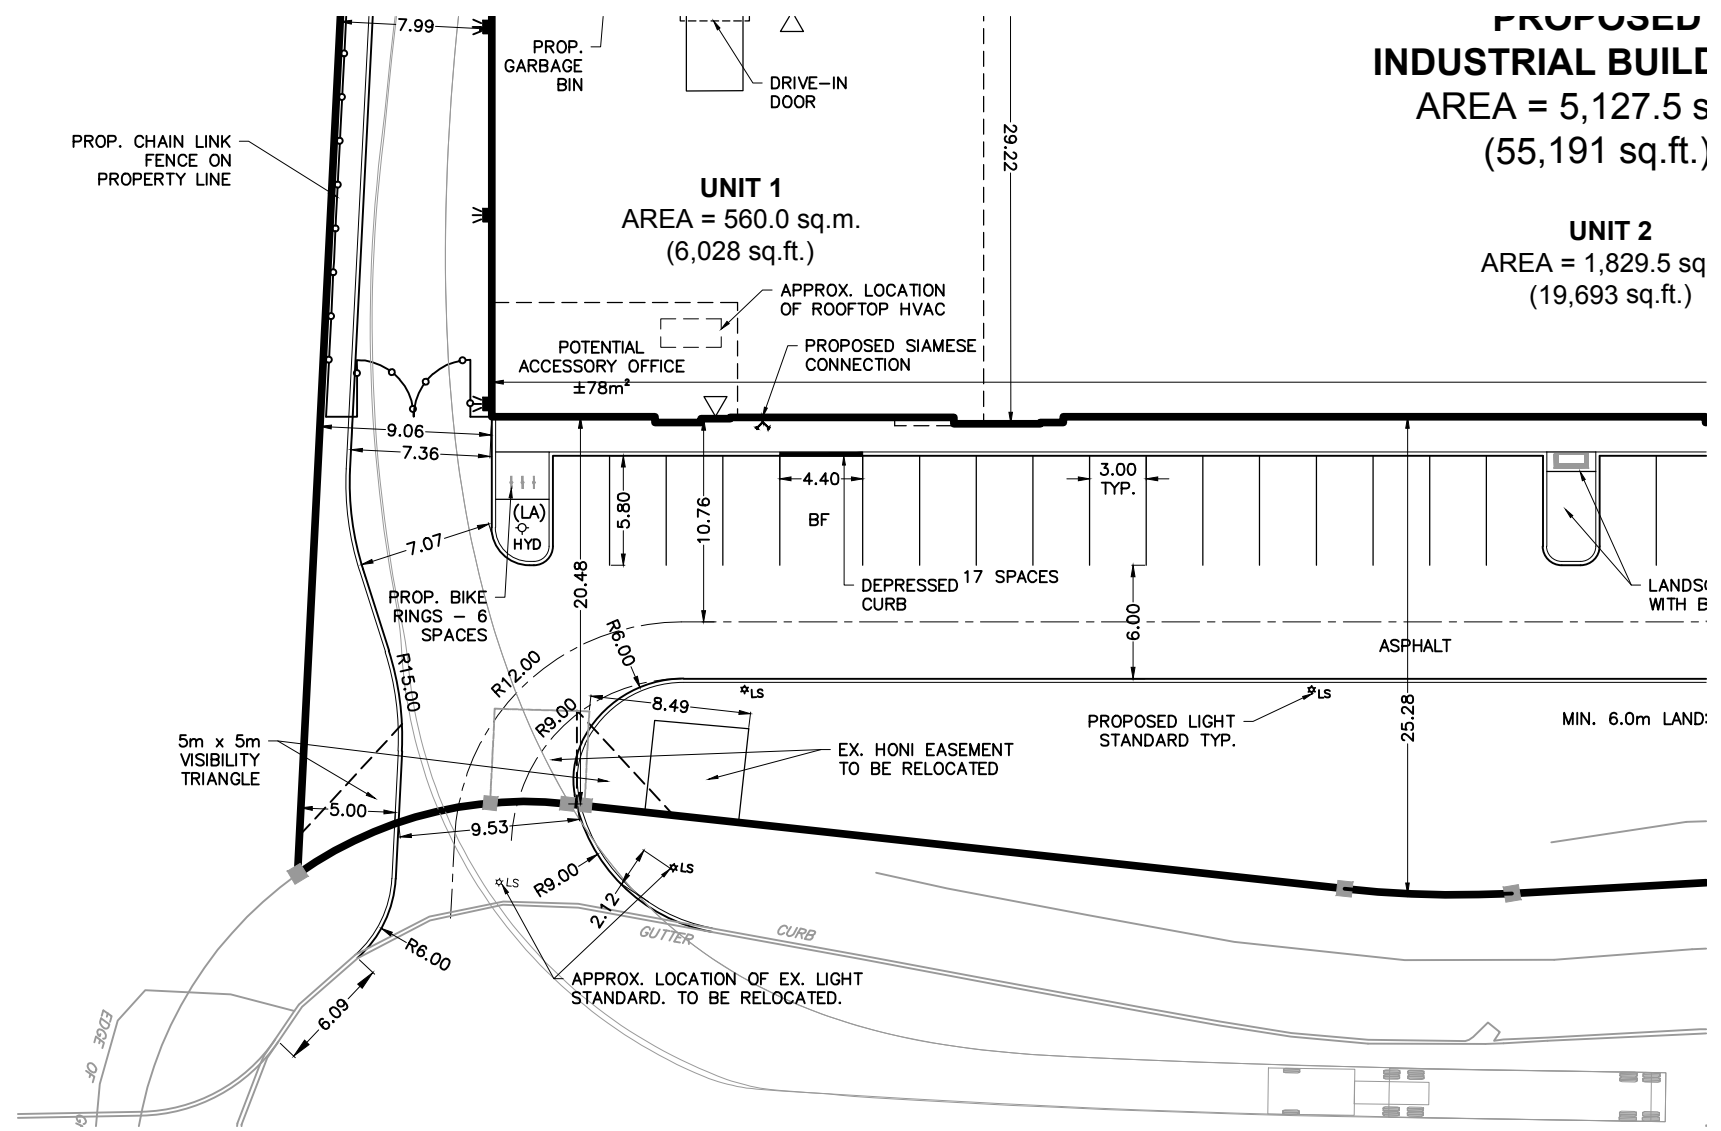 PROPOSED
INDUSTRIAL BUILD
AREA = 5,127.5 s
(55,191 sq.ft.)
7.99
PROP.
GARBAGE
BIN
DRIVE-IN
DOOR
29.22
PROP. CHAIN LINK
FENCE ON
PROPERTY LINE
UNIT 1
AREA = 560.0 sq.m.
(6,028 sq.ft.)
UNIT 2
AREA = 1,829.5 sq
(19,693 sq.ft.)
APPROX. LOCATION
OF ROOFTOP HVAC
POTENTIAL
ACCESSORY OFFICE
±78m²
PROPOSED SIAMESE
CONNECTION
9.06
7.36
7.07
(LA)
HYD
5.80
10.76
4.40
BF
3.00
TYP.
20.48
17 SPACES
DEPRESSED
CURB
LANDSC
WITH B
PROP. BIKE
RINGS – 6
SPACES
6.00
ASPHALT
R6.00
R12.00
R15.00
R9.00
8.49
LS
LS
25.28
PROPOSED LIGHT
STANDARD TYP.
MIN. 6.0m LANDS
5m x 5m
VISIBILITY
TRIANGLE
EX. HONI EASEMENT
TO BE RELOCATED
5.00
9.53
R9.00
LS
LS
2.12
GUTTER
CURB
R6.00
APPROX. LOCATION OF EX. LIGHT
STANDARD. TO BE RELOCATED.
6.09
EDGE OF